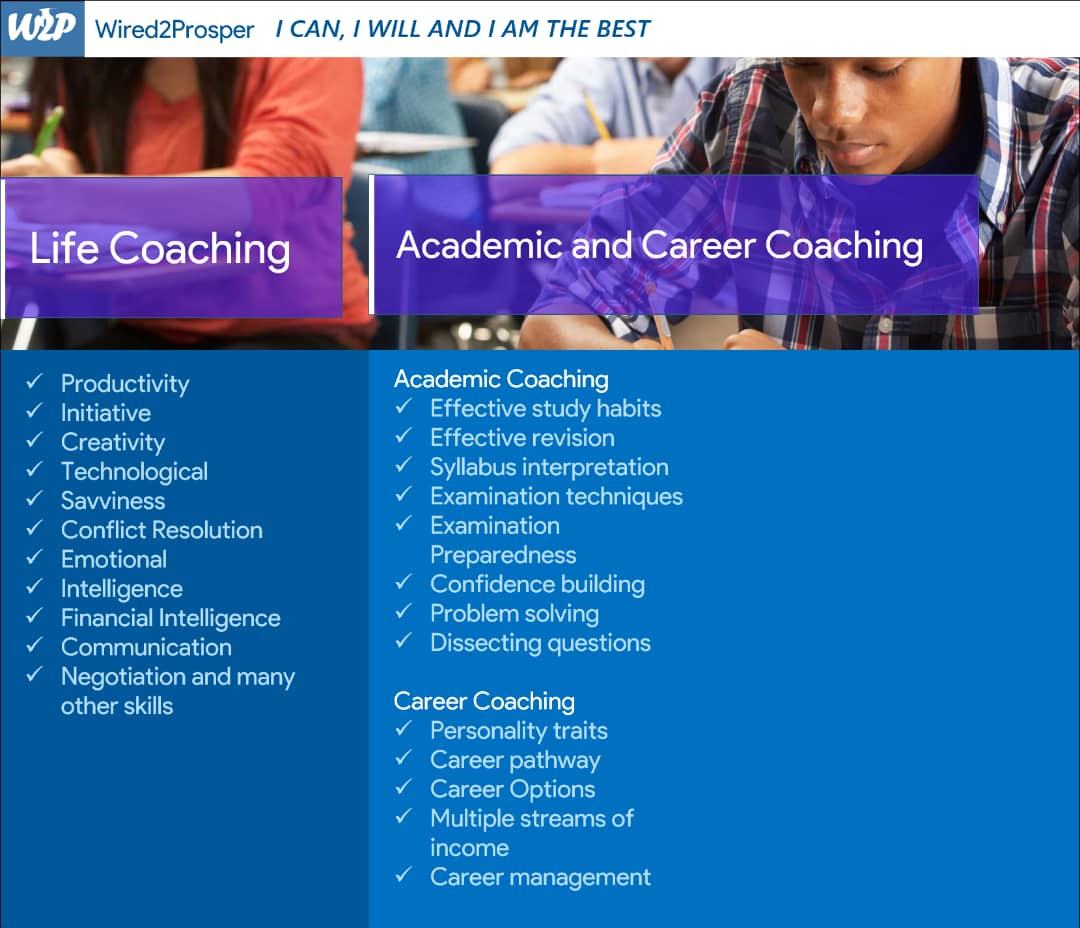 W2P Wired2Prosper I CAN, I WILL AND I AM THE BEST
Life Coaching
✓ Productivity
✓ Initiative
✓ Creativity
✓ Technological
✓ Savviness
✓ Conflict Resolution
✓ Emotional
✓ Intelligence
✓ Financial Intelligence
✓ Communication
✓ Negotiation and many
other skills
Academic and Career Coaching
Academic Coaching
✓ Effective study habits
✓ Effective revision
✓ Syllabus interpretation
✓ Examination techniques
✓ Examination
Preparedness
✓ Confidence building
✓ Problem solving
✓ Dissecting questions
Career Coaching
✓ Personality traits
✓ Career pathway
✓ Career Options
✓ Multiple streams of
income
✓ Career management